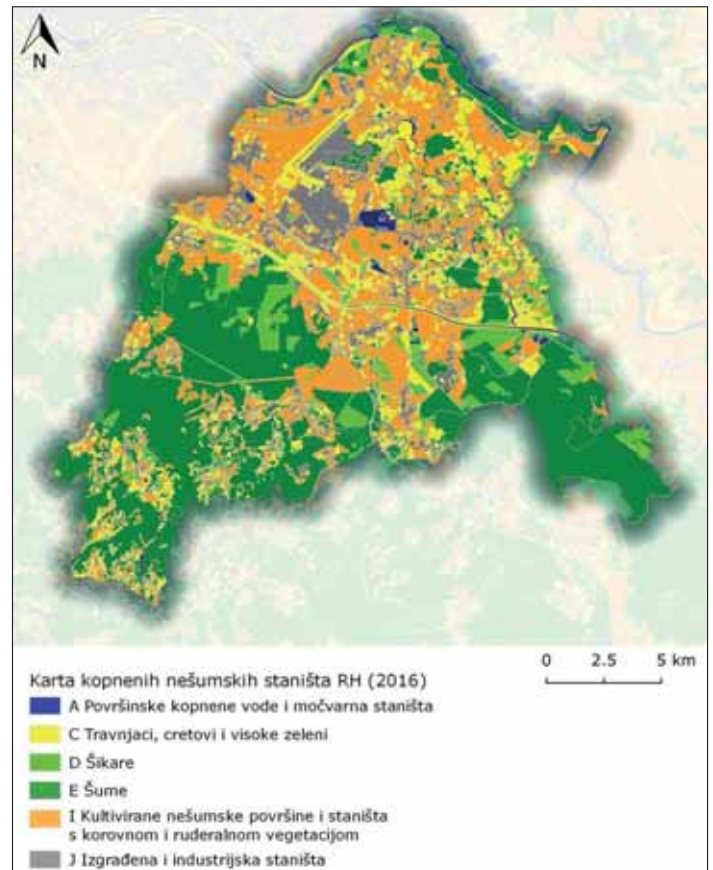 N
0 2.5 5 km
Karta kopnenih nešumskih staništa RH (2016)
A Površinske kopnene vode i močvarna staništa
C Travnjaci, cretovi i visoke zeleni
D Šikare
E Šume
I Kultivirane nešumske površine i staništa
s korovnom i ruderalnom vegetacijom
J Izgrađena i industrijska staništa